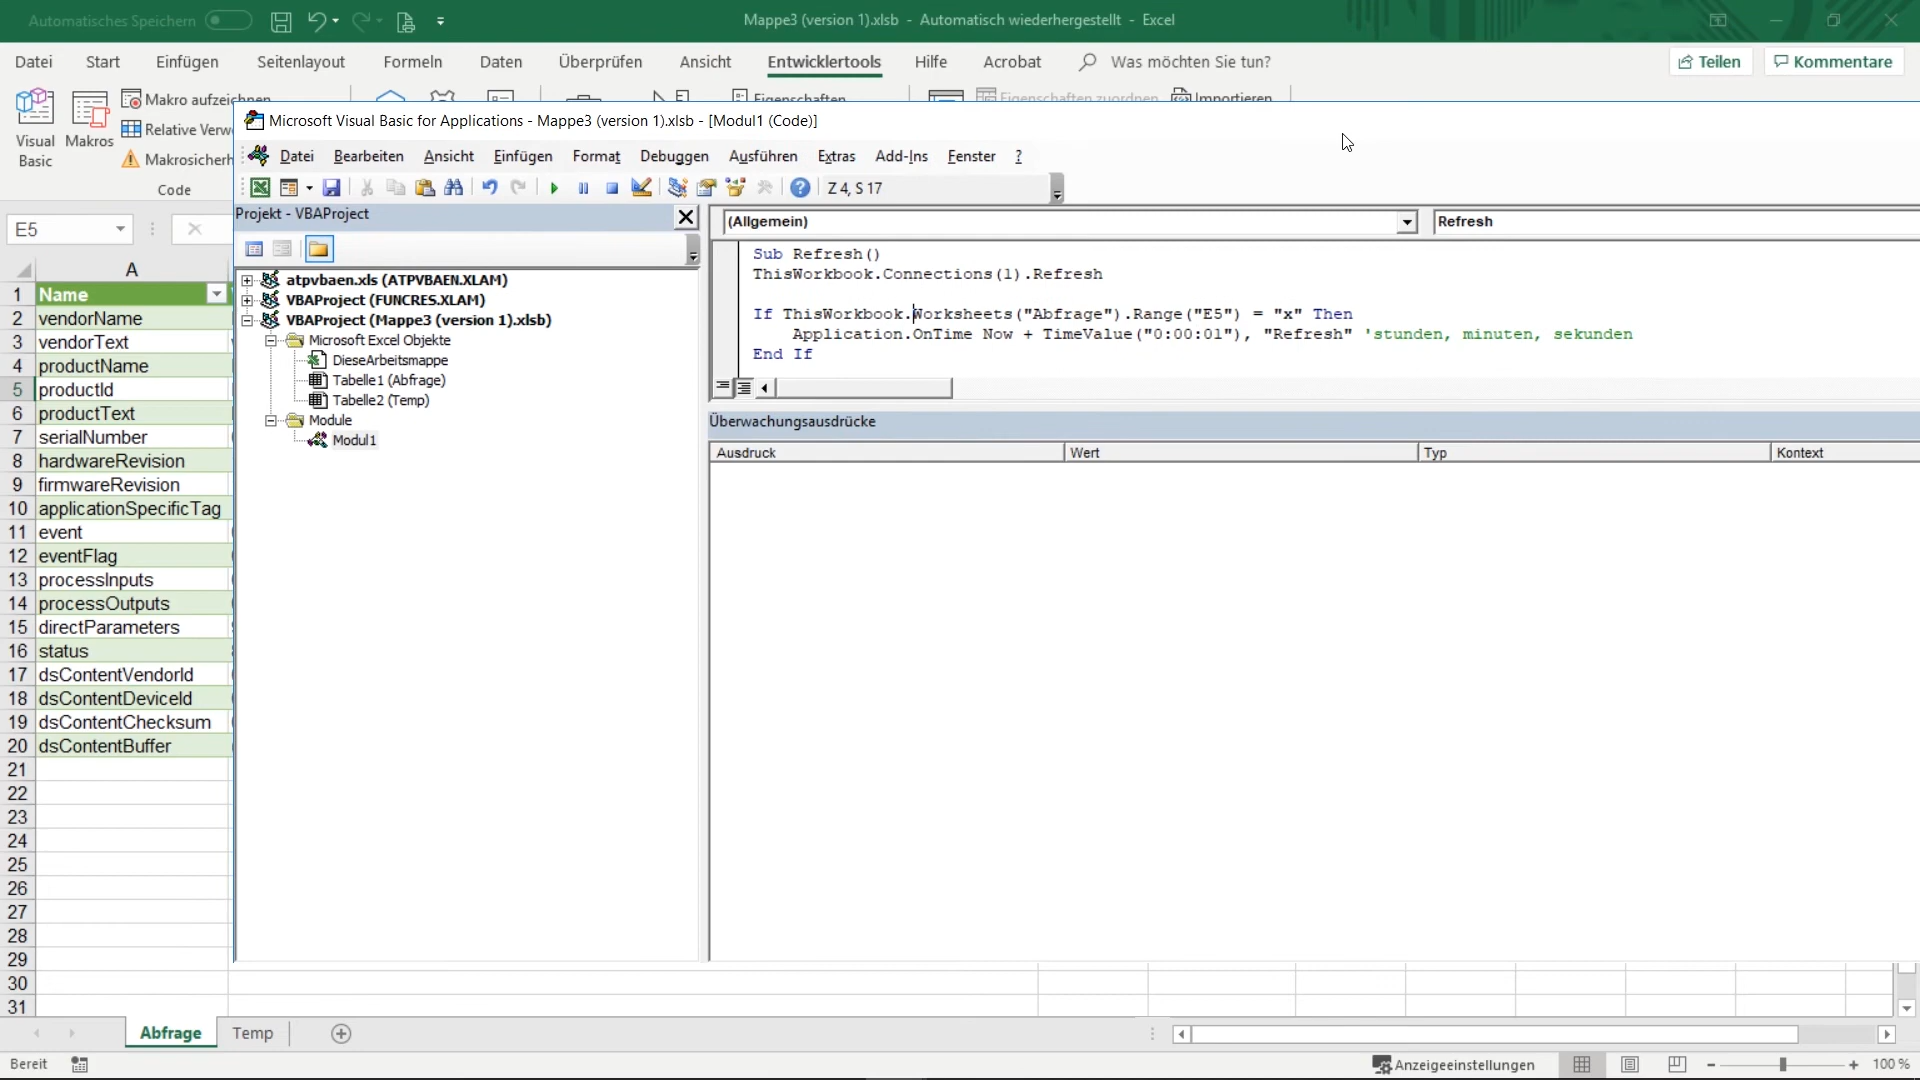 Automatisches Speichern
Mappe3 (version 1).xlsb - Automatisch wiederhergestellt - Excel
Datei Start Einfügen Seitenlayout Formeln Daten Überprüfen Ansicht Entwicklertools Hilfe Acrobat Was möchten Sie tun? Teilen Kommentare
Visual Basic
Makros
Makro aufzeichnen
Relative Verw
Makrosicherh
Code
Eigenschaften
Eigenschaften zuordnen
Importieren
E5
Microsoft Visual Basic for Applications - Mappe3 (version 1).xlsb - [Modul1 (Code)]
Datei Bearbeiten Ansicht Einfügen Format Debuggen Ausführen Extras Add-Ins Fenster ?
Z 4, S 17
Projekt - VBAProject
atpvbaen.xls (ATPVBAEN.XLAM)
VBAProject (FUNCRES.XLAM)
VBAProject (Mappe3 (version 1).xlsb)
Microsoft Excel Objekte
DieseArbeitsmappe
Tabelle1 (Abfrage)
Tabelle2 (Temp)
Module
Modul1
(Allgemein)
Refresh
Sub Refresh()
ThisWorkbook.Connections(1).Refresh
If ThisWorkbook.Worksheets("Abfrage").Range("E5") = "x" Then
Application.OnTime Now + TimeValue("0:00:01"), "Refresh" 'stunden, minuten, sekunden
End If
Überwachungsausdrücke
Ausdruck Wert Typ Kontext
A
1 Name
2 vendorName
3 vendorText
4 productName
5 productId
6 productText
7 serialNumber
8 hardwareRevision
9 firmwareRevision
10 applicationSpecificTag
11 event
12 eventFlag
13 processInputs
14 processOutputs
15 directParameters
16 status
17 dsContentVendorId
18 dsContentDeviceId
19 dsContentChecksum
20 dsContentBuffer
21
22
23
24
25
26
27
28
29
30
31
Abfrage Temp
Bereit
Anzeigeeinstellungen
100 %